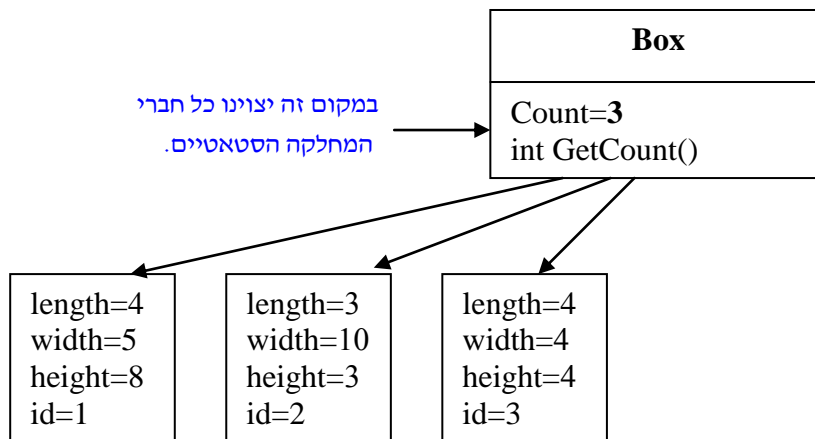 Box
Count=3
int GetCount()
במקום זה יצוינו כל חברי
המחלקה הסטאטיים.
length=4
width=5
height=8
id=1
length=3
width=10
height=3
id=2
length=4
width=4
height=4
id=3